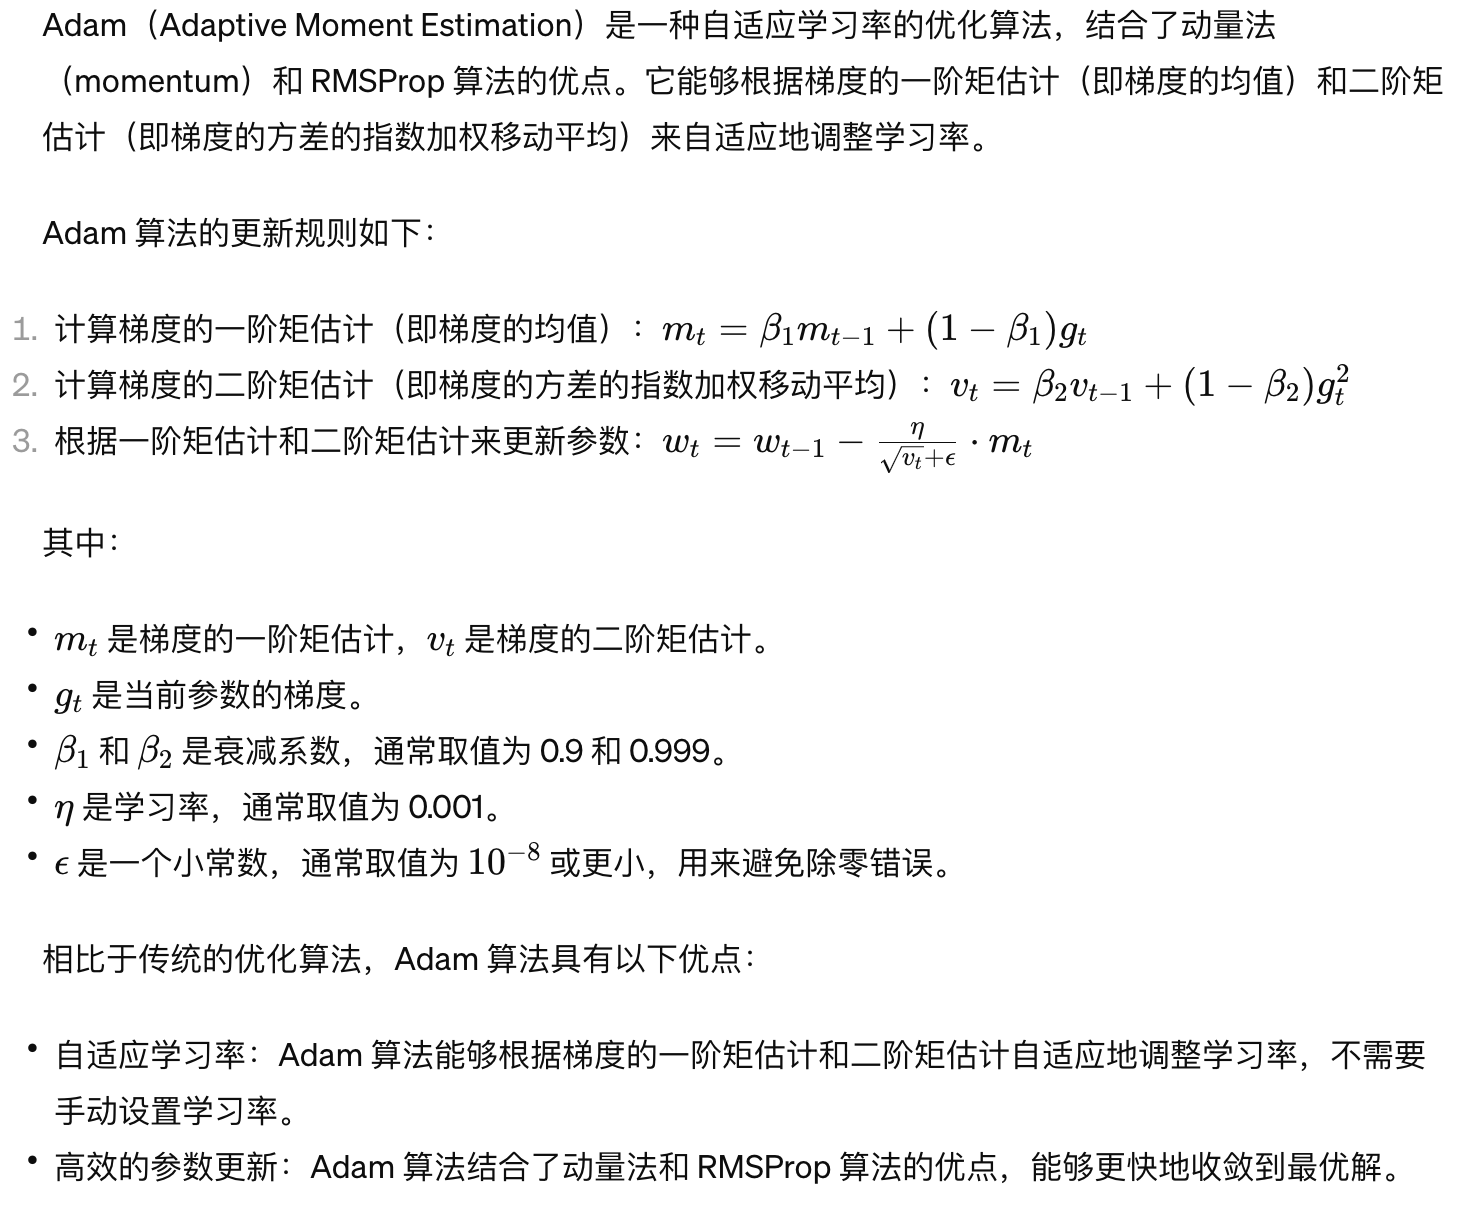 Adam（Adaptive Moment Estimation）是一种自适应学习率的优化算法，结合了动量法
（momentum）和 RMSProp 算法的优点。它能够根据梯度的一阶矩估计（即梯度的均值）和二阶矩
估计（即梯度的方差的指数加权移动平均）来自适应地调整学习率。
Adam 算法的更新规则如下：
1. 计算梯度的一阶矩估计（即梯度的均值）： $m_t = \beta_1 m_{t-1} + (1 - \beta_1) g_t$
2. 计算梯度的二阶矩估计（即梯度的方差的指数加权移动平均）： $v_t = \beta_2 v_{t-1} + (1 - \beta_2) g_t^2$
3. 根据一阶矩估计和二阶矩估计来更新参数： $w_t = w_{t-1} - \frac{\eta}{\sqrt{v_t} + \epsilon} \cdot m_t$
其中：
• $m_t$ 是梯度的一阶矩估计，$v_t$ 是梯度的二阶矩估计。
• $g_t$ 是当前参数的梯度。
• $\beta_1$ 和 $\beta_2$ 是衰减系数，通常取值为 0.9 和 0.999。
• $\eta$ 是学习率，通常取值为 0.001。
• $\epsilon$ 是一个小常数，通常取值为 $10^{-8}$ 或更小，用来避免除零错误。
相比于传统的优化算法，Adam 算法具有以下优点：
• 自适应学习率：Adam 算法能够根据梯度的一阶矩估计和二阶矩估计自适应地调整学习率，不需要
手动设置学习率。
• 高效的参数更新：Adam 算法结合了动量法和 RMSProp 算法的优点，能够更快地收敛到最优解。